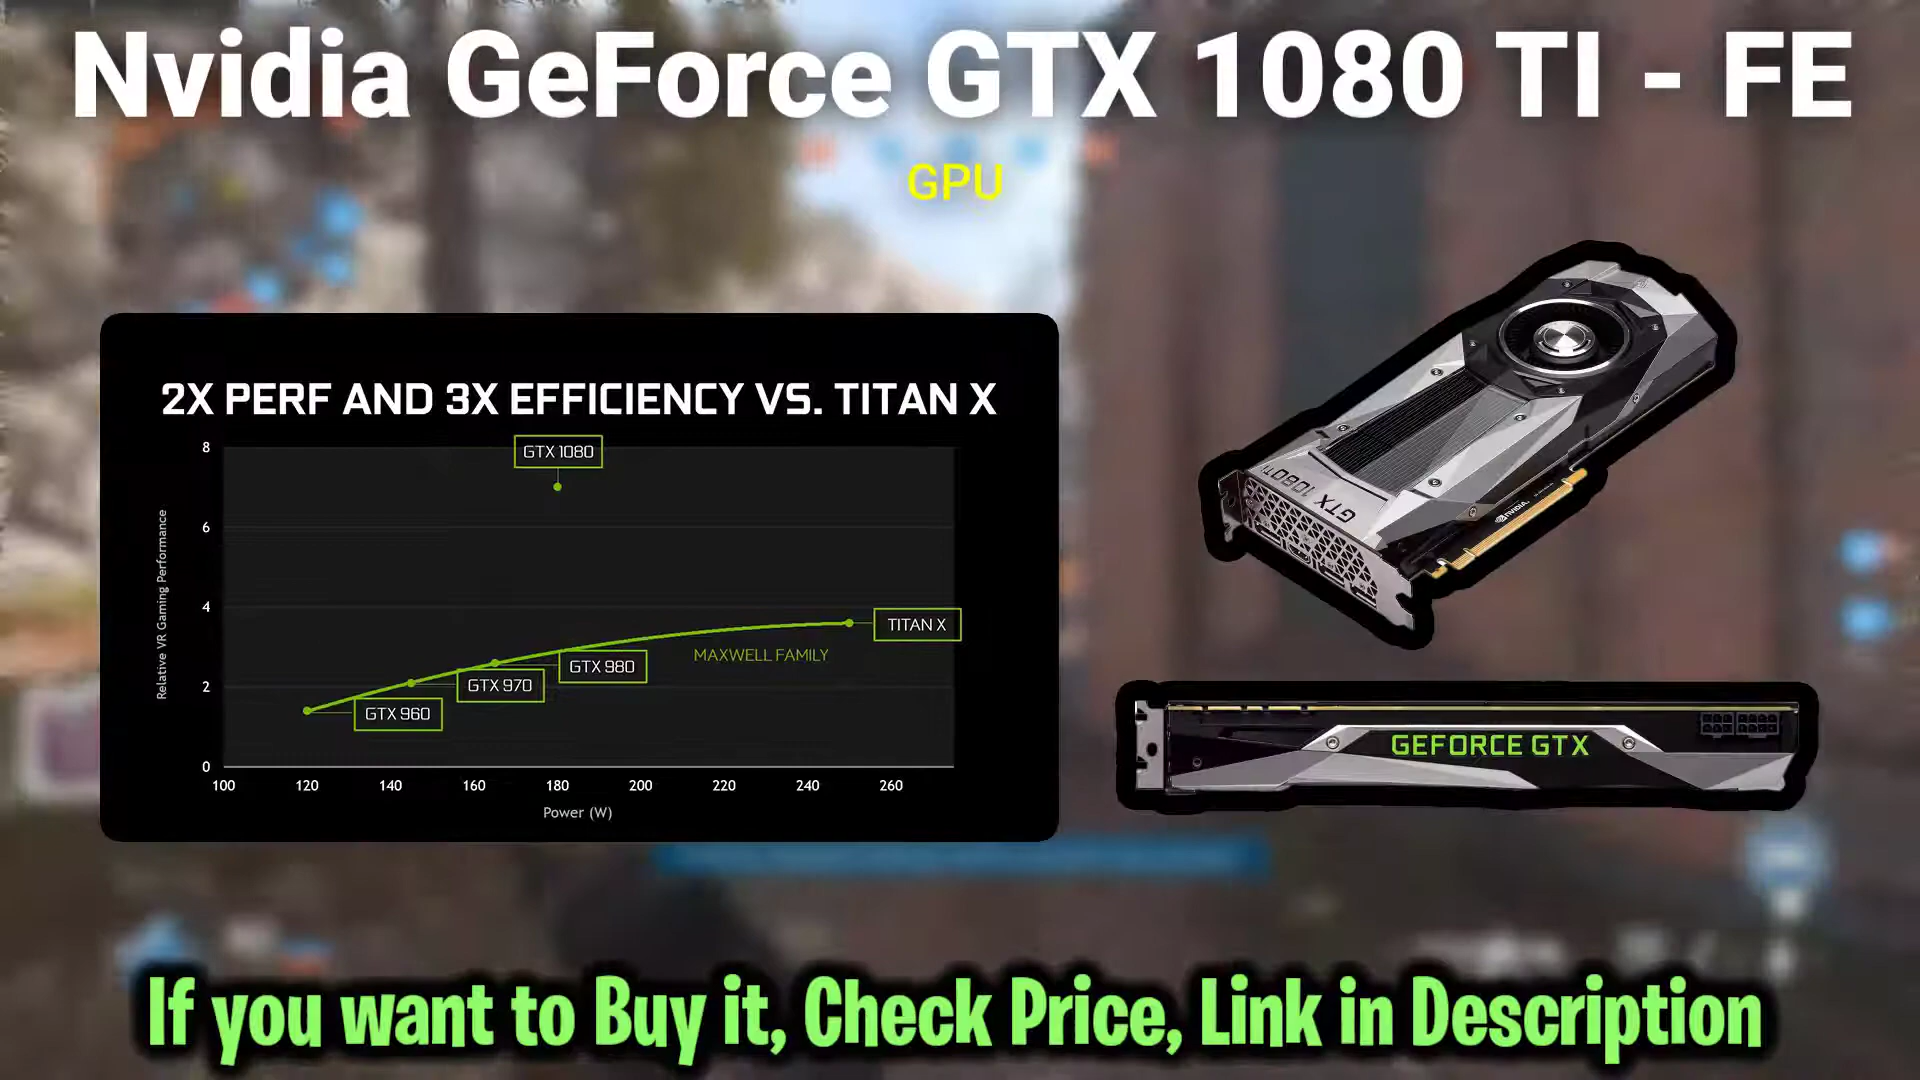 Nvidia GeForce GTX 1080 TI - FE
GPU
2X PERF AND 3X EFFICIENCY VS. TITAN X
8
GTX 1080
6
Relative VR Gaming Performance
4
TITAN X
MAXWELL FAMILY
GTX 980
2
GTX 970
GTX 960
0
100 120 140 160 180 200 220 240 260
Power (W)
GTX 1080 TI
NVIDIA
GEFORCE GTX
If you want to Buy it, Check Price, Link in Description